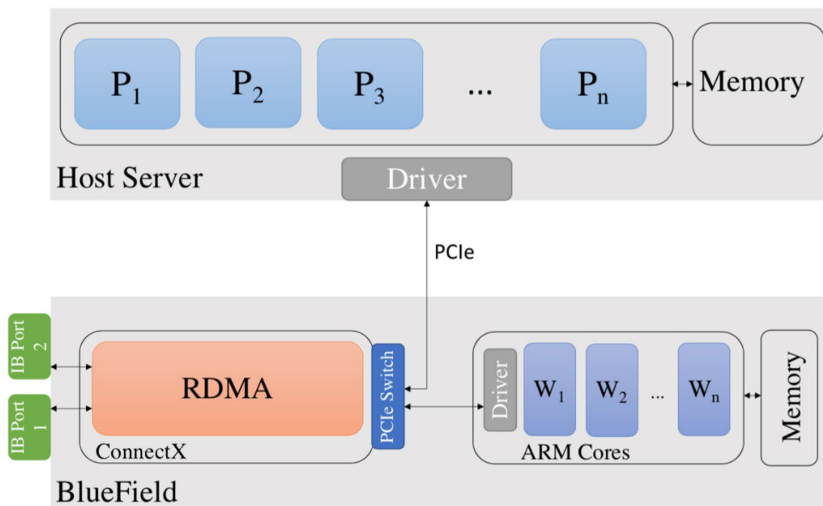 P1 P2 P3 ... Pn
Memory
Host Server
Driver
PCIe
IB Port 2
IB Port 1
RDMA
ConnectX
PCIe Switch
Driver
W1 W2 ... Wn
ARM Cores
Memory
BlueField